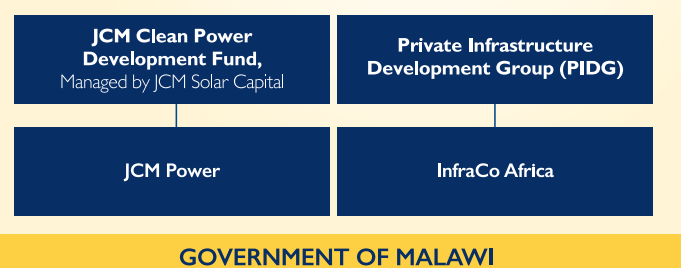 JCM Clean Power
Development Fund,
Managed by JCM Solar Capital
Private Infrastructure
Development Group (PIDG)
JCM Power
InfraCo Africa
GOVERNMENT OF MALAWI